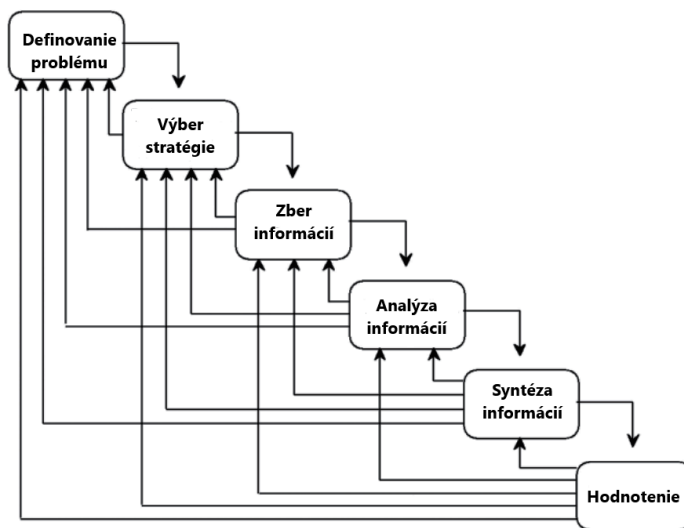 Definovanie
problému
Výber
stratégie
Zber
informácií
Analýza
informácií
Syntéza
informácií
Hodnotenie